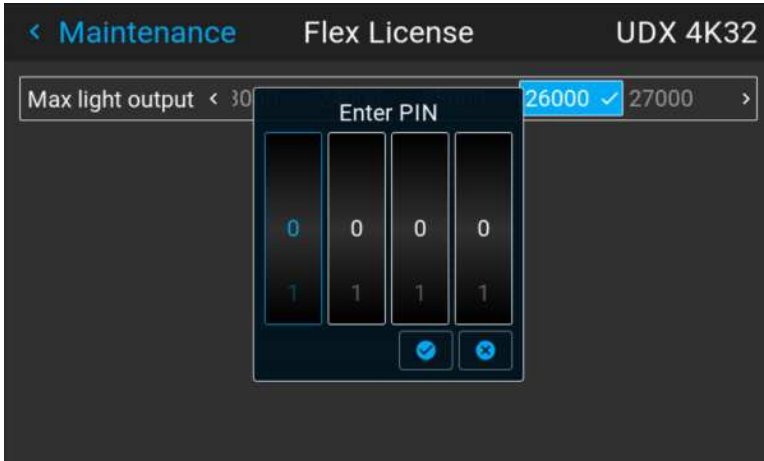 Maintenance Flex License UDX 4K32
Max light output 26000 27000
Enter PIN
0 0 0 0
1 1 1 1